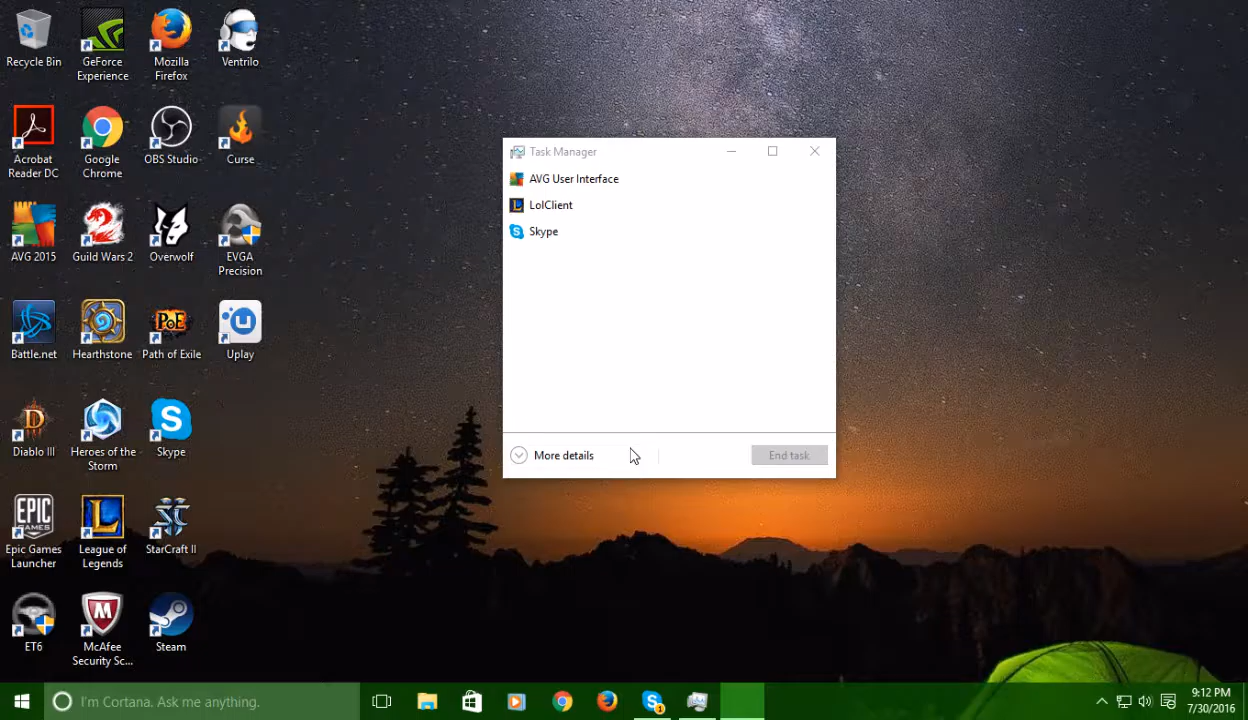 Recycle Bin
GeForce
Experience
Mozilla
Firefox
Ventrilo
Acrobat
Reader DC
Google
Chrome
OBS Studio
Curse
AVG 2015
Guild Wars 2
Overwolf
EVGA
Precision
Battle.net
Hearthstone
PoE
Path of Exile
U
Uplay
Diablo III
Heroes of the
Storm
S
Skype
EPIC
GAMES
Epic Games
Launcher
L
League of
Legends
StarCraft II
ET6
McAfee
Security Sc...
Steam
Task Manager
AVG User Interface
LolClient
Skype
More details
End task
I'm Cortana. Ask me anything.
9:12 PM
7/30/2016